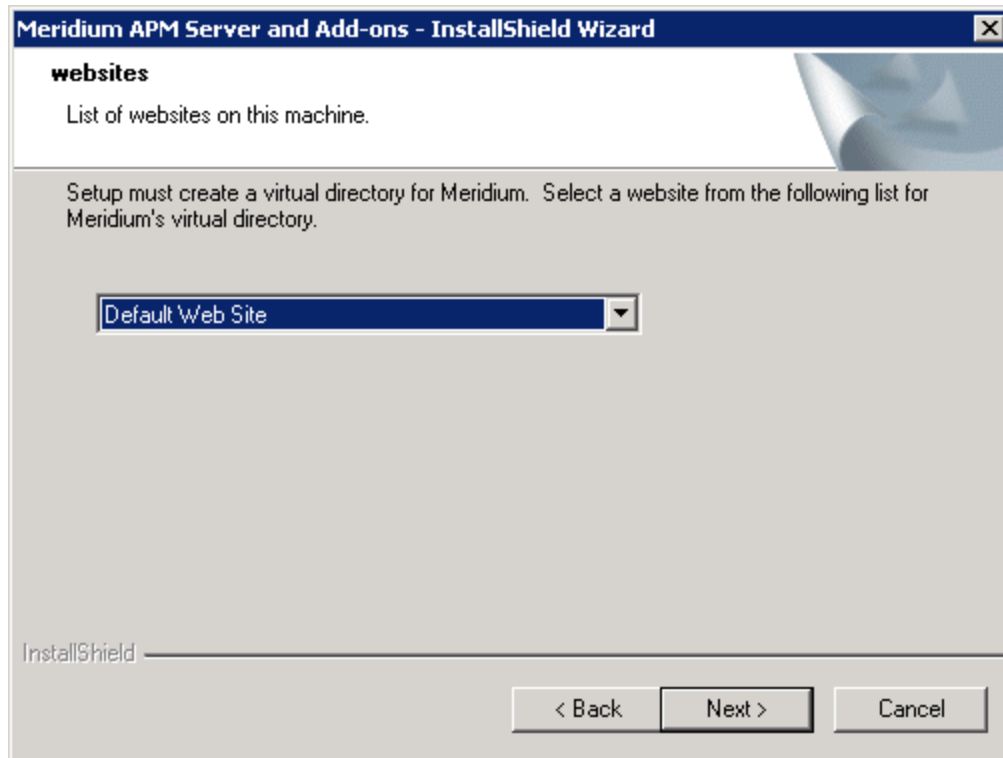 Meridium APM Server and Add-ons - InstallShield Wizard
websites
List of websites on this machine.
Setup must create a virtual directory for Meridium.  Select a website from the following list for
Meridium's virtual directory.
Default Web Site
InstallShield
< Back
Next >
Cancel